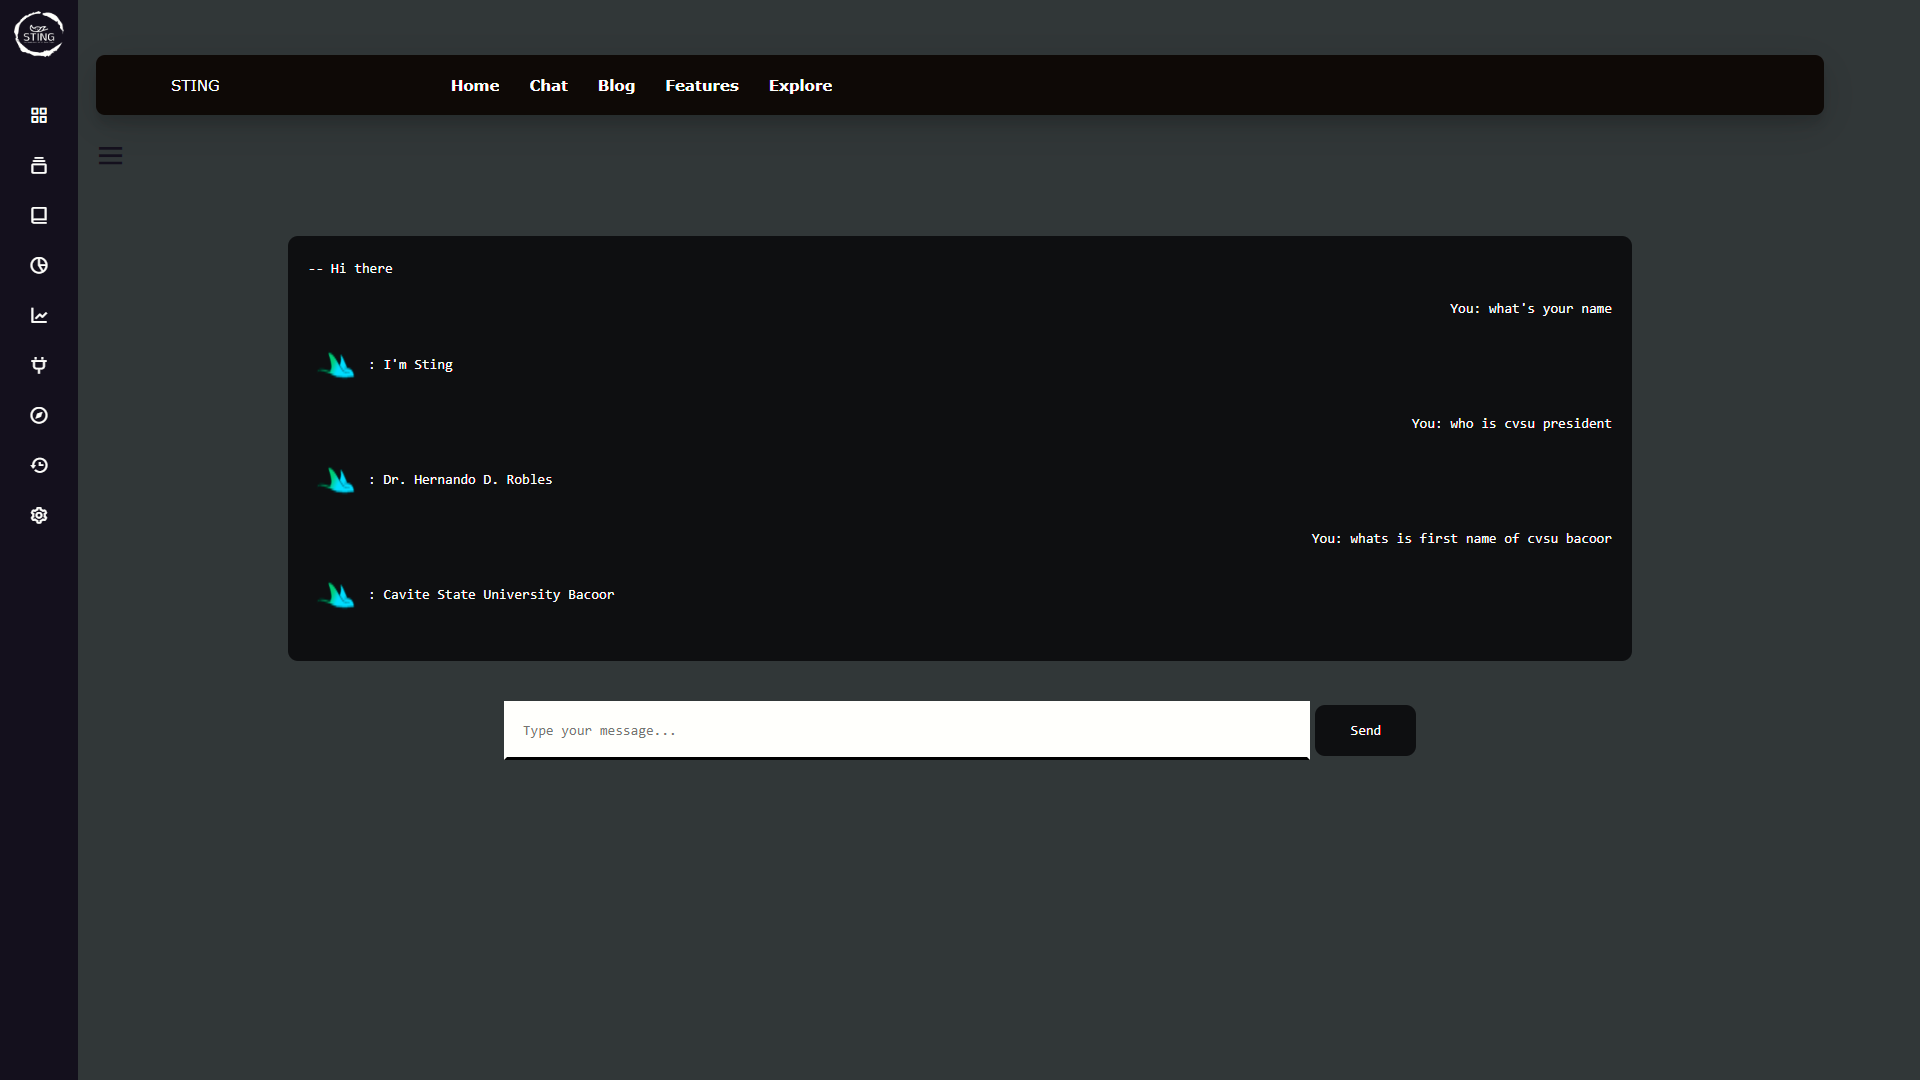 STING
STING
Home
Chat
Blog
Features
Explore
-- Hi there
You: what's your name
: I'm Sting
You: who is cvsu president
: Dr. Hernando D. Robles
You: whats is first name of cvsu bacoor
: Cavite State University Bacoor
Type your message...
Send